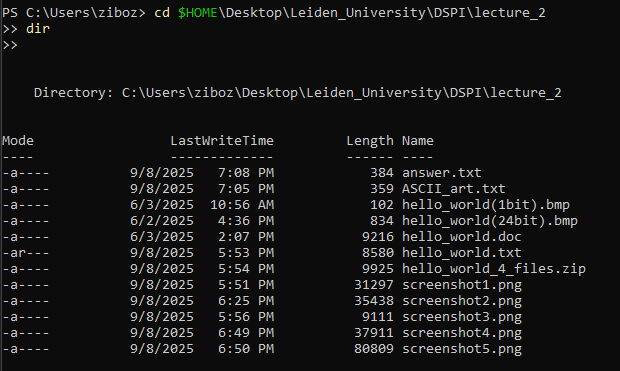 PS C:\Users\ziboz> cd $HOME\Desktop\Leiden_University\DSPI\lecture_2
>> dir
>>
Directory: C:\Users\ziboz\Desktop\Leiden_University\DSPI\lecture_2
Mode                 LastWriteTime         Length Name
----                 -------------         ------ ----
-a----          9/8/2025   7:08 PM            384 answer.txt
-a----          9/8/2025   7:05 PM            359 ASCII_art.txt
-a----          6/3/2025  10:56 AM            102 hello_world(1bit).bmp
-a----          6/2/2025   4:36 PM            834 hello_world(24bit).bmp
-a----          6/3/2025   2:07 PM           9216 hello_world.doc
-ar---          9/8/2025   5:53 PM           8580 hello_world.txt
-a----          9/8/2025   5:54 PM           9925 hello_world_4_files.zip
-a----          9/8/2025   5:51 PM          31297 screenshot1.png
-a----          9/8/2025   6:25 PM          35438 screenshot2.png
-a----          9/8/2025   5:56 PM           9111 screenshot3.png
-a----          9/8/2025   6:49 PM          37911 screenshot4.png
-a----          9/8/2025   6:50 PM          80809 screenshot5.png